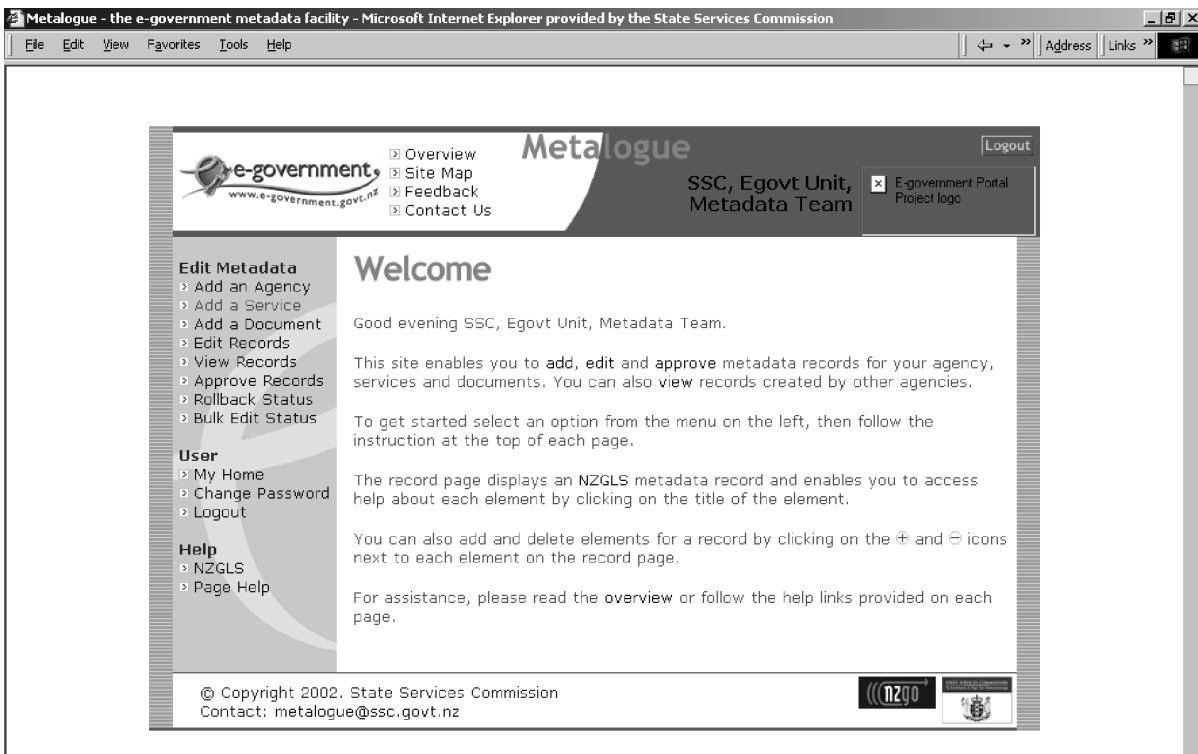 Metalogue - the e-government metadata facility - Microsoft Internet Explorer provided by the State Services Commission
File Edit View Favorites Tools Help
Address Links
e-government
www.e-government.govt.nz
Overview
Site Map
Feedback
Contact Us
Metalogue
SSC, Egovt Unit,
Metadata Team
Logout
E-government Portal
Project logo
Edit Metadata
Add an Agency
Add a Service
Add a Document
Edit Records
View Records
Approve Records
Rollback Status
Bulk Edit Status
User
My Home
Change Password
Logout
Help
NZGLS
Page Help
Welcome
Good evening SSC, Egovt Unit, Metadata Team.
This site enables you to add, edit and approve metadata records for your agency,
services and documents. You can also view records created by other agencies.
To get started select an option from the menu on the left, then follow the
instruction at the top of each page.
The record page displays an NZGLS metadata record and enables you to access
help about each element by clicking on the title of the element.
You can also add and delete elements for a record by clicking on the ⊕ and ⊖ icons
next to each element on the record page.
For assistance, please read the overview or follow the help links provided on each
page.
© Copyright 2002. State Services Commission
Contact: metalogue@ssc.govt.nz
nzgo
STATE SERVICES COMMISSION